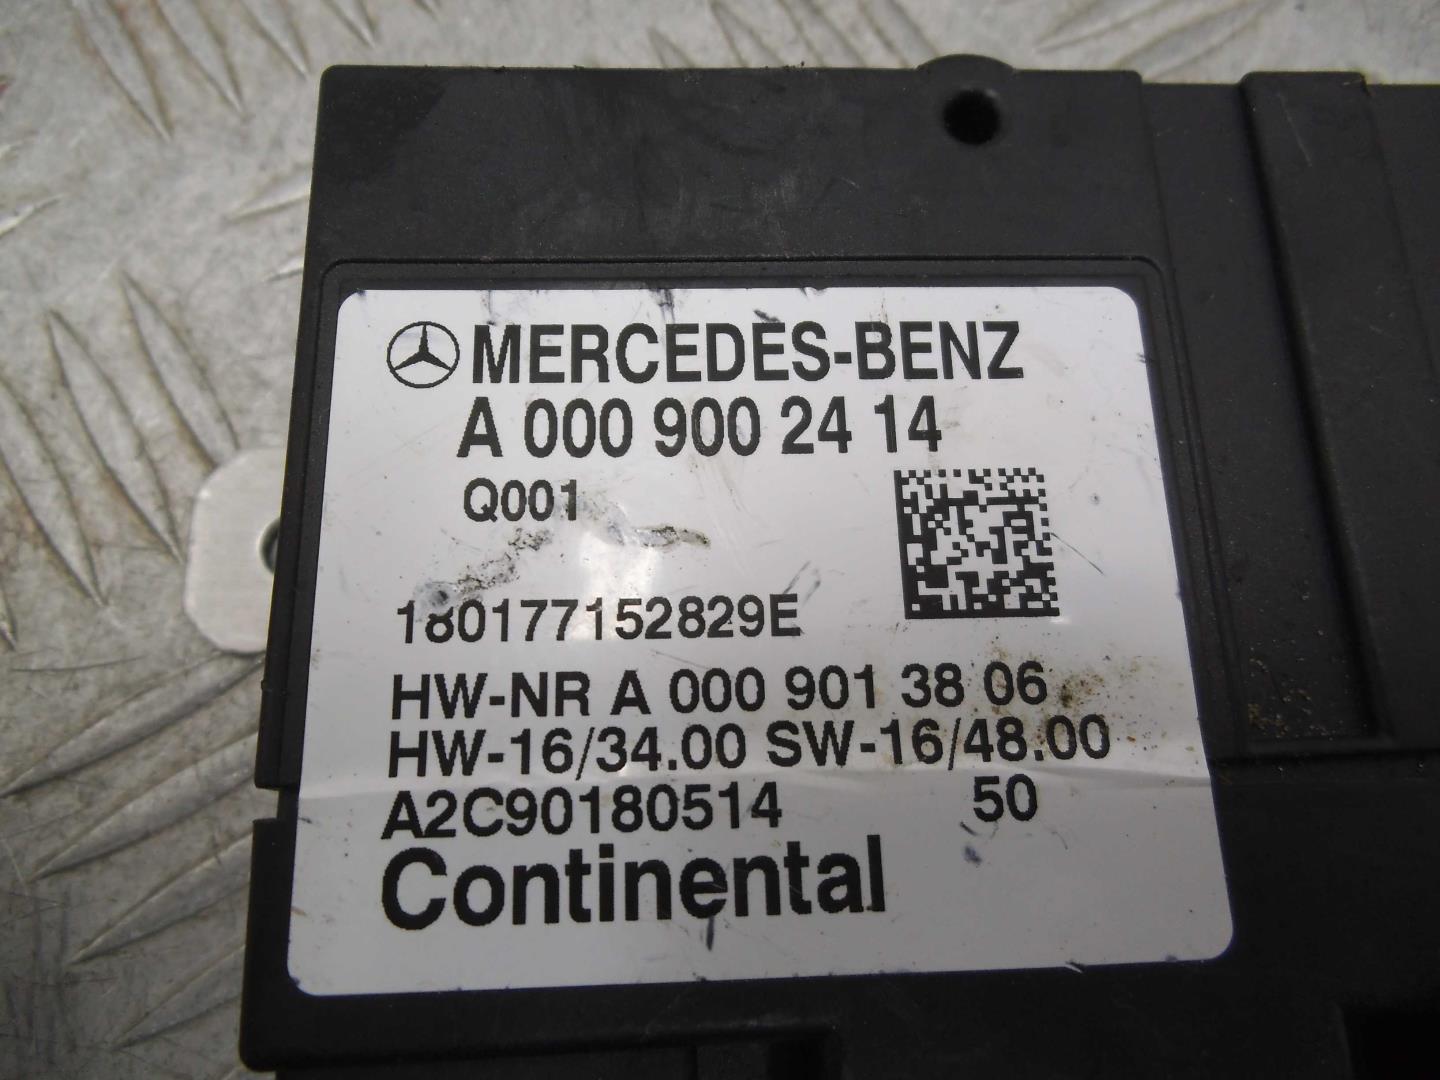 MERCEDES-BENZ
A 000 900 24 14
Q001
180177152829E
HW-NR A 000 901 38 06
HW-16/34.00 SW-16/48.00
A2C90180514 50
Continental